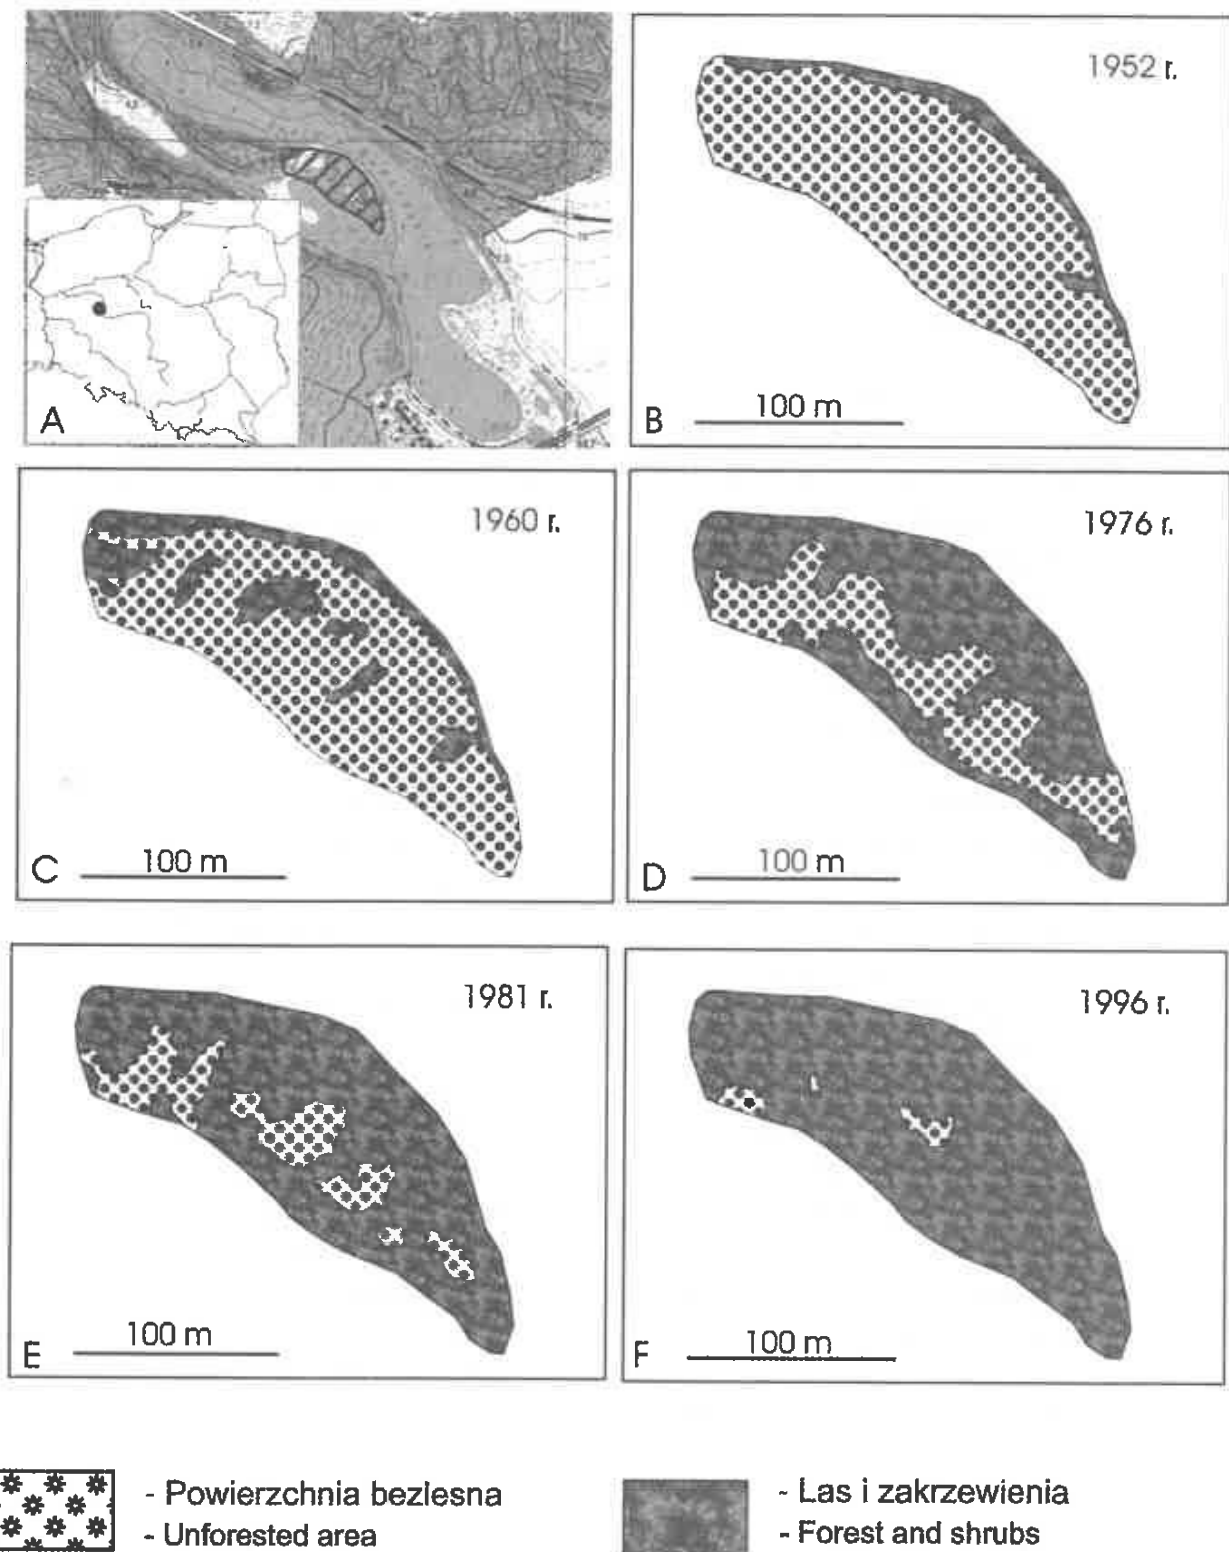 A
1952 r.
100 m
B
1960 r.
100 m
C
1976 r.
100 m
D
1981 r.
100 m
E
1996 r.
100 m
F
- Powierzchnia bezlesna
- Unforested area
- Las i zakrzewienia
- Forest and shrubs